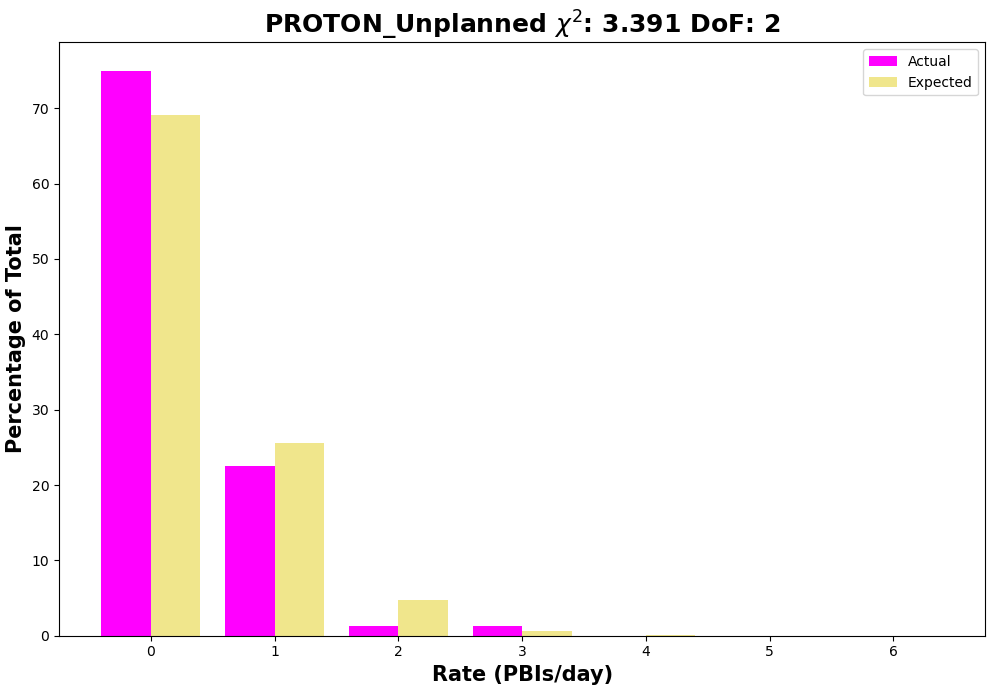 PROTON_Unplanned χ²: 3.391 DoF: 2
Actual
Expected
Percentage of Total
70
60
50
40
30
20
10
0
0 1 2 3 4 5 6
Rate (PBIs/day)